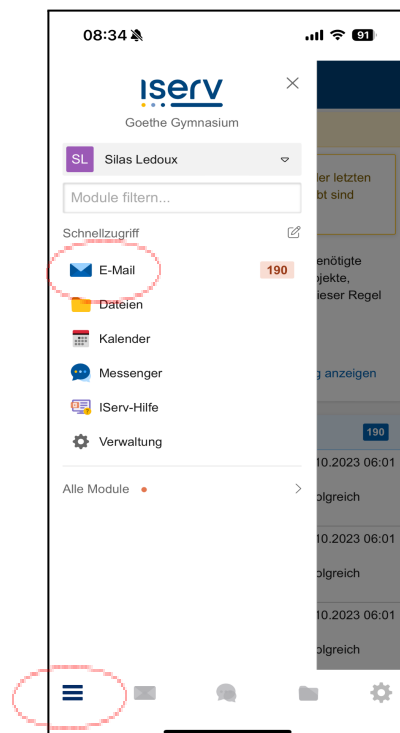 08:34
91
IServ
Goethe Gymnasium
SL Silas Ledoux
Module filtern...
Schnellzugriff
E-Mail 190
Dateien
Kalender
Messenger
IServ-Hilfe
Verwaltung
Alle Module
er letzten
bt sind
enötigte
ojekte,
ieser Regel
g anzeigen
190
10.2023 06:01
olgreich
10.2023 06:01
olgreich
10.2023 06:01
olgreich